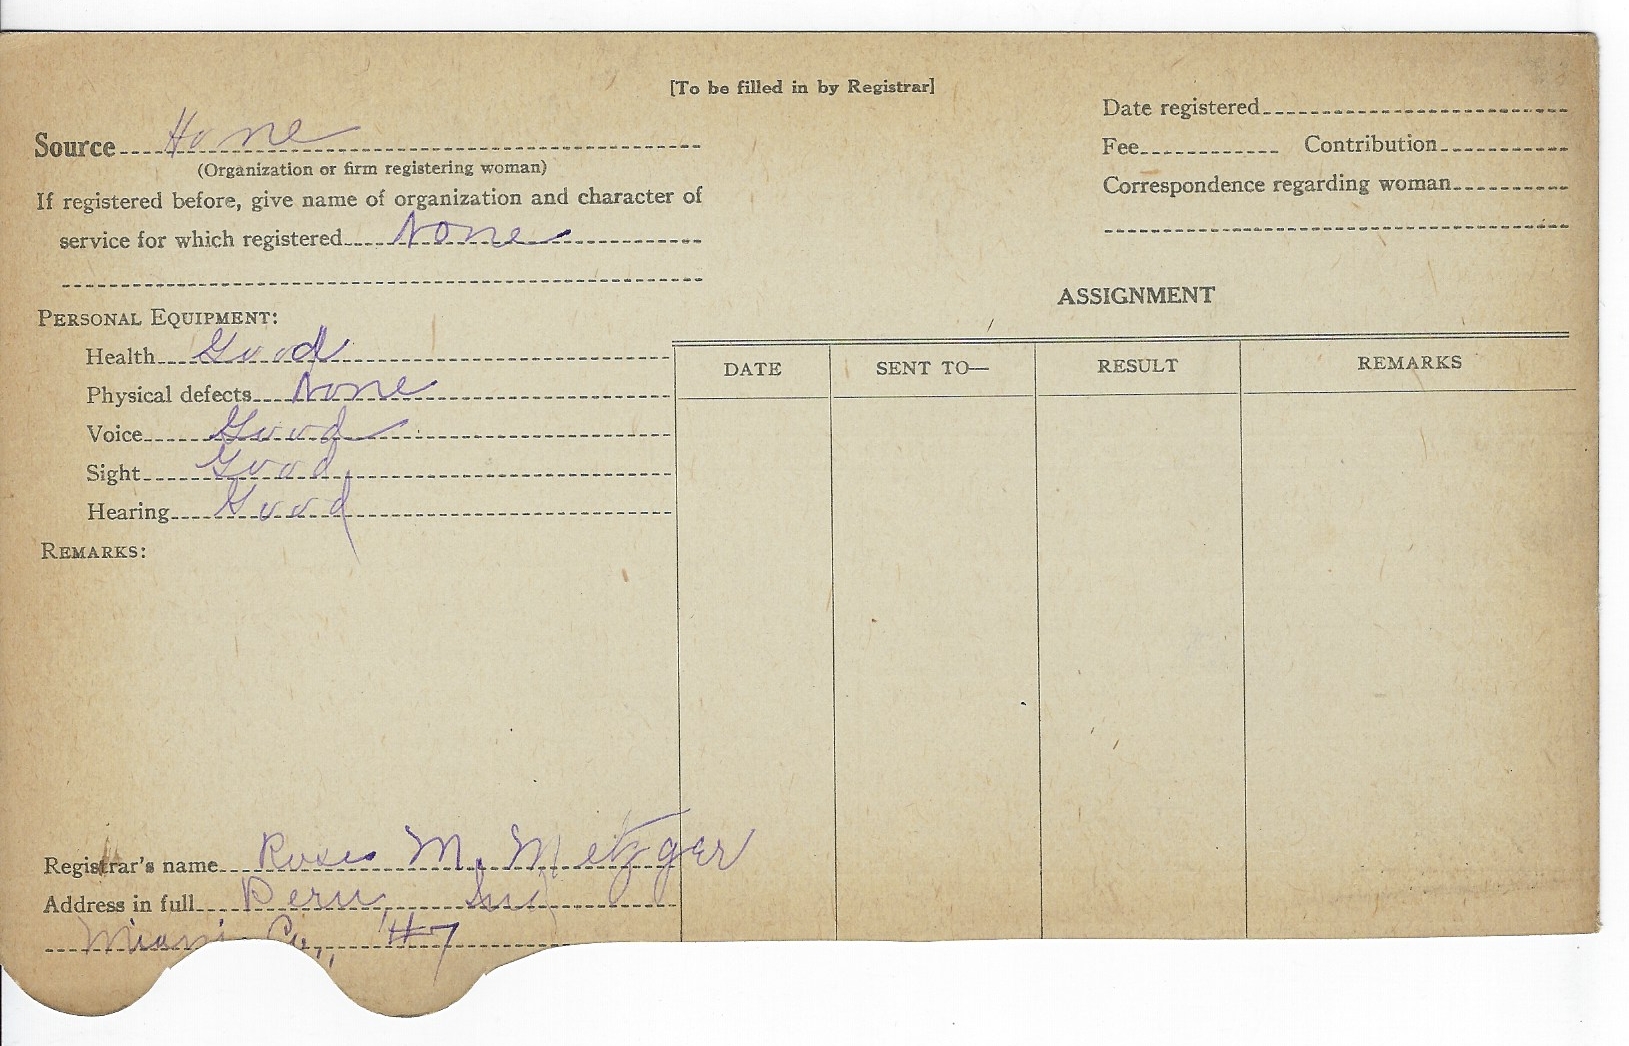 [To be filled in by Registrar]
Source Home
(Organization or firm registering woman)
If registered before, give name of organization and character of
service for which registered None
Date registered
Fee Contribution
Correspondence regarding woman
PERSONAL EQUIPMENT:
Health Good
Physical defects None
Voice Good
Sight Good
Hearing Good
REMARKS:
ASSIGNMENT
DATE SENT TO— RESULT REMARKS
Registrar's name M. Metzger
Address in full Peru, Ind
Miami Co,, #7